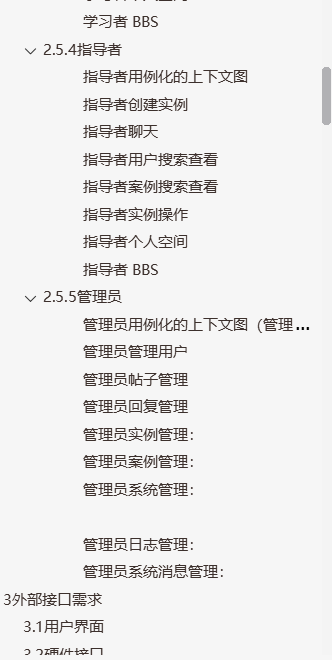 学习者 BBS
2.5.4指导者
指导者用例化的上下文图
指导者创建实例
指导者聊天
指导者用户搜索查看
指导者案例搜索查看
指导者实例操作
指导者个人空间
指导者 BBS
2.5.5管理员
管理员用例化的上下文图（管理 ...
管理员管理用户
管理员帖子管理
管理员回复管理
管理员实例管理：
管理员案例管理：
管理员系统管理：
管理员日志管理：
管理员系统消息管理：
3外部接口需求
3.1用户界面
3.2硬件接口